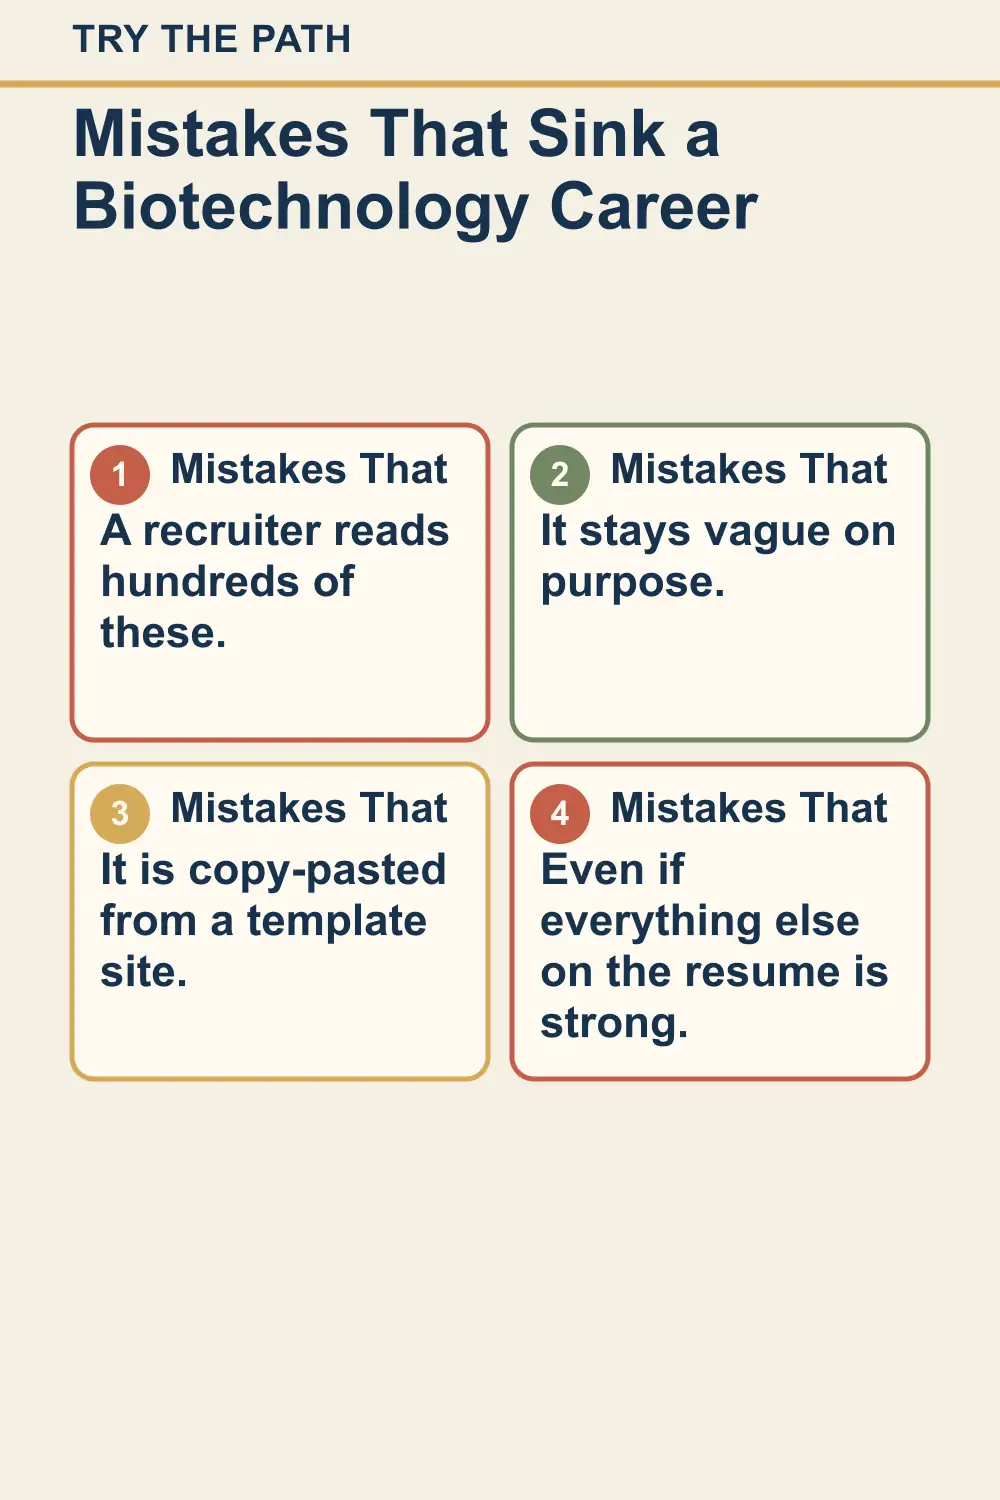 TRY THE PATH
Mistakes That Sink a
Biotechnology Career
1 Mistakes That
A recruiter reads
hundreds of
these.
2 Mistakes That
It stays vague on
purpose.
3 Mistakes That
It is copy-pasted
from a template
site.
4 Mistakes That
Even if
everything else
on the resume is
strong.